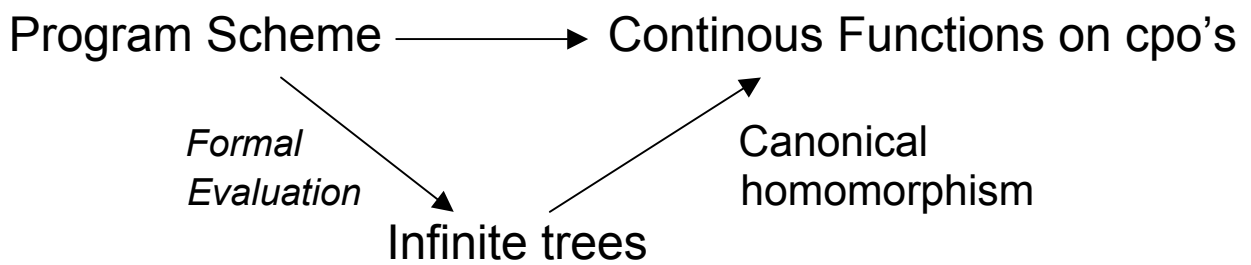 Program Scheme Continous Functions on cpo's
Formal Canonical
Evaluation homomorphism
Infinite trees